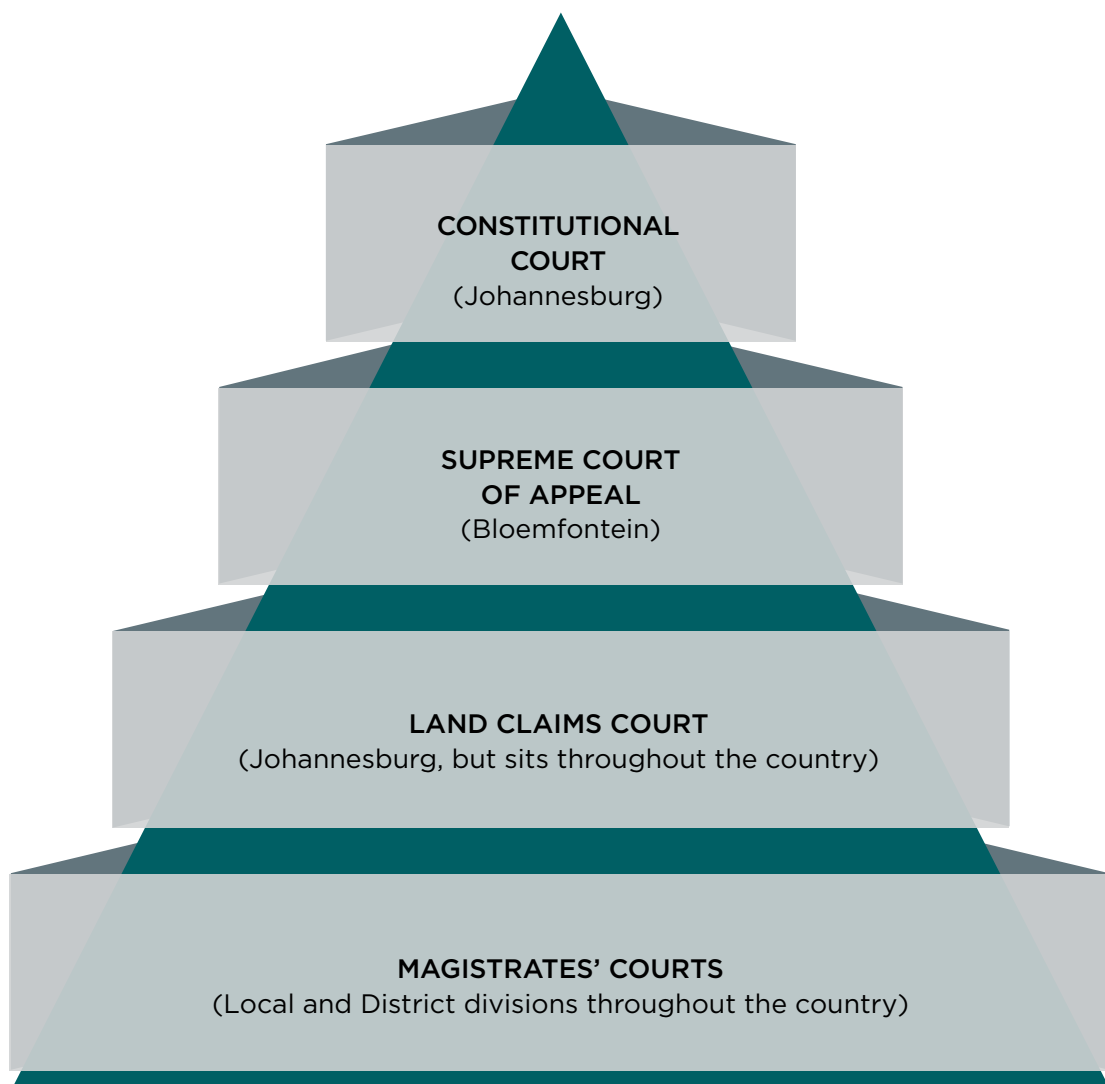 CONSTITUTIONAL
COURT
(Johannesburg)
SUPREME COURT
OF APPEAL
(Bloemfontein)
LAND CLAIMS COURT
(Johannesburg, but sits throughout the country)
MAGISTRATES’ COURTS
(Local and District divisions throughout the country)